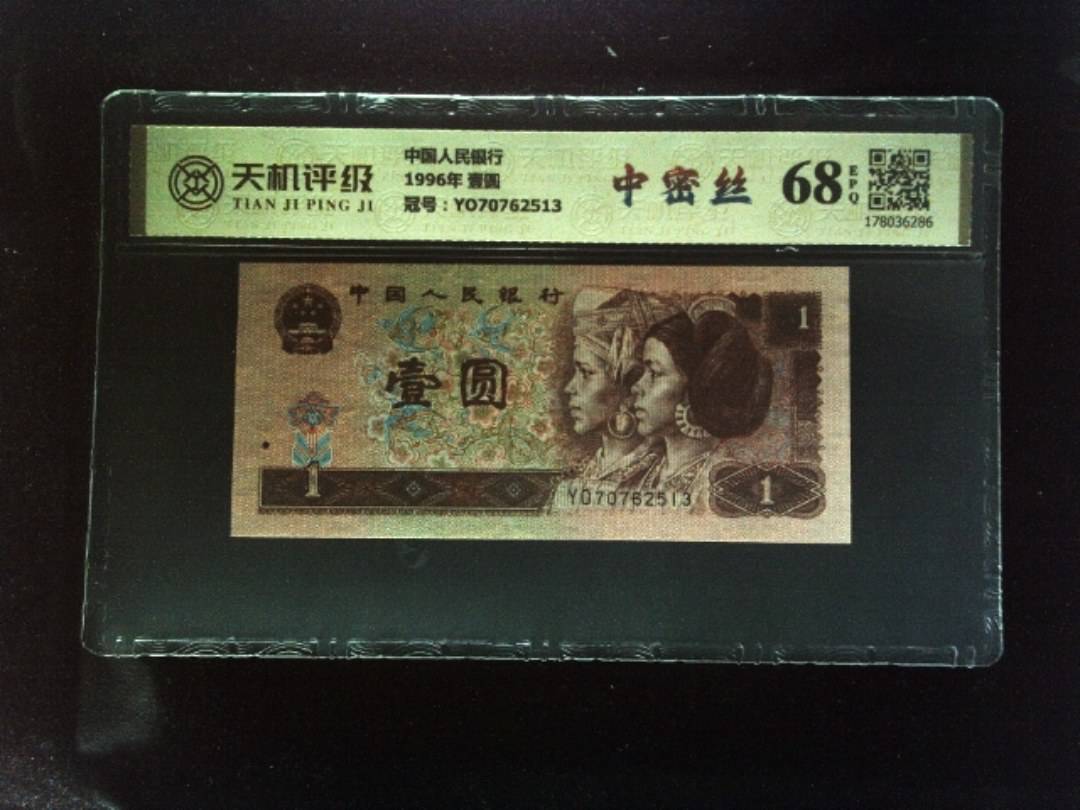 天机评级
TIAN JI PING JI
中国人民银行
1996年 壹圆
冠号：YO70762513
中密丝
68
EPQ
178036286
中国人民銀行
壹圆
1
1
YO70762513
1